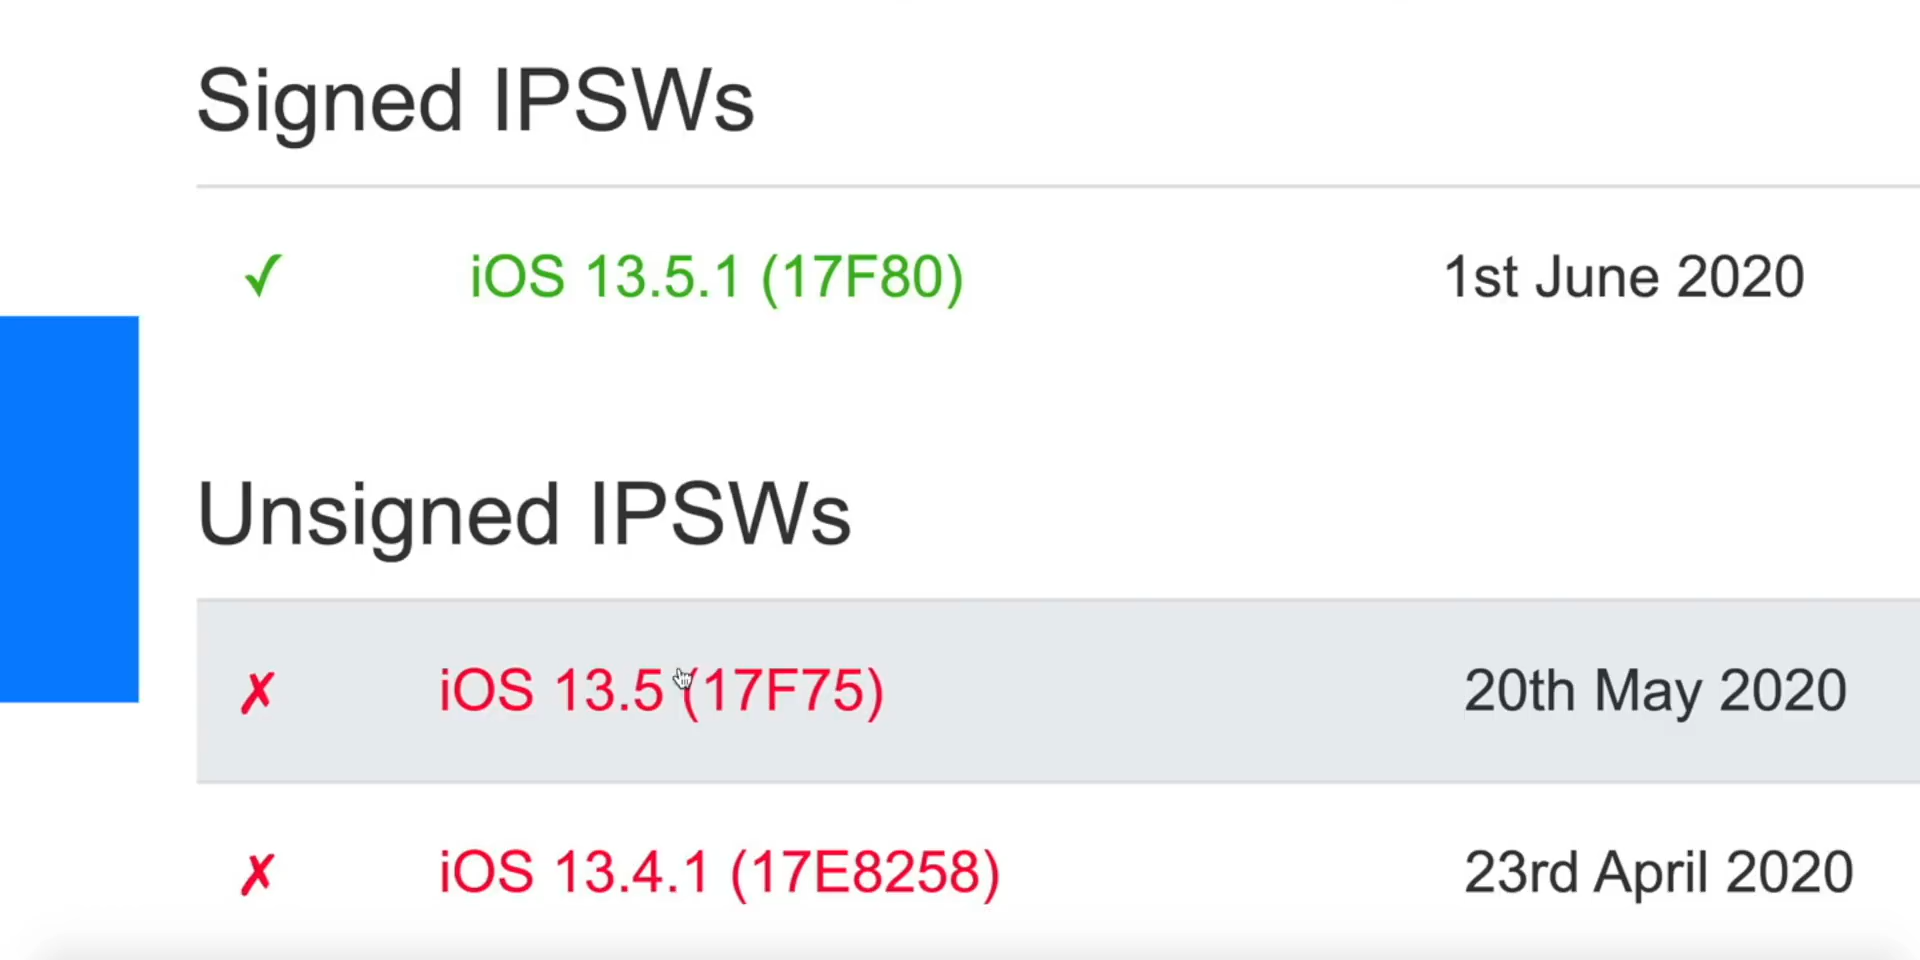 Signed IPSWs
✓ iOS 13.5.1 (17F80) 1st June 2020
Unsigned IPSWs
✗ iOS 13.5 (17F75) 20th May 2020
✗ iOS 13.4.1 (17E8258) 23rd April 2020